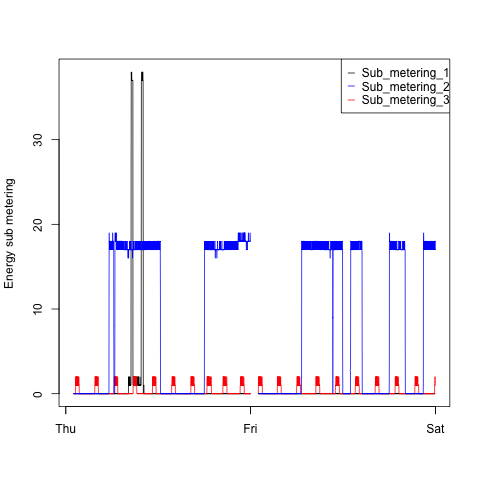 Sub_metering_1
Sub_metering_2
Sub_metering_3
Energy sub metering
30
20
10
0
Thu Fri Sat